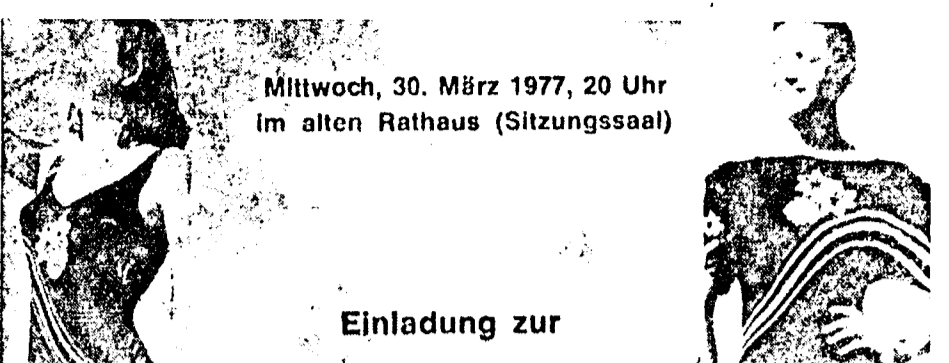 Mittwoch, 30. März 1977, 20 Uhr
im alten Rathaus (Sitzungssaal)
Einladung zur